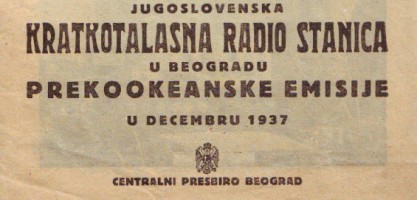 JUGOSLOVENSKA
KRATKOTALASNA RADIO STANICA
U BEOGRADU
PREKOOKEANSKE EMISIJE
U DECEMBRU 1937
CENTRALNI PRESBIRO BEOGRAD